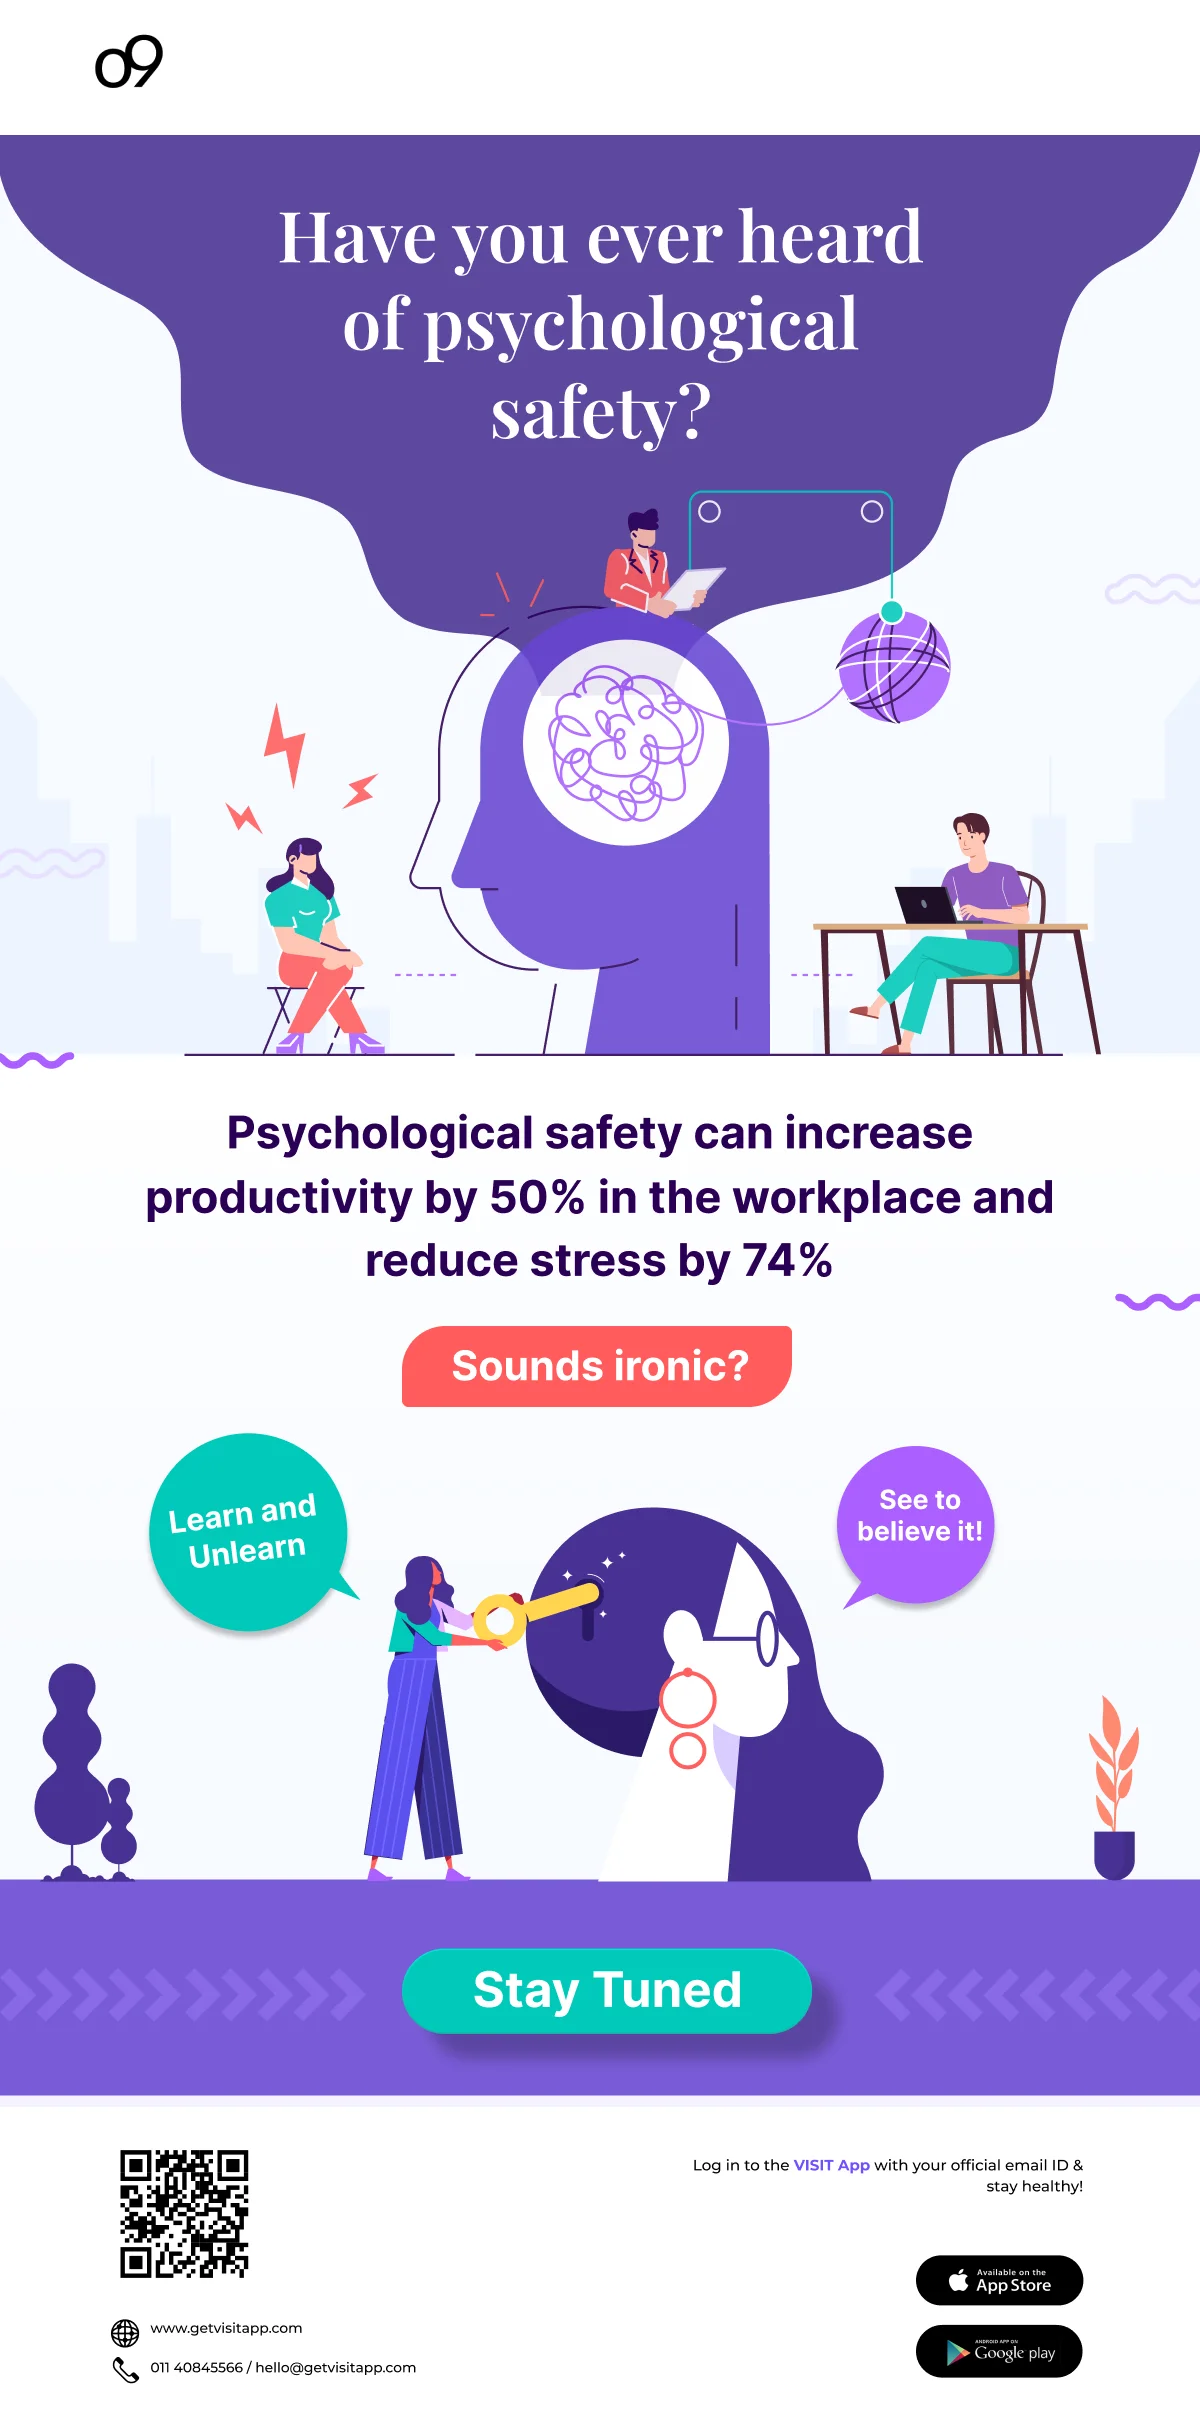 o9
Have you ever heard
of psychological
safety?
Psychological safety can increase
productivity by 50% in the workplace and
reduce stress by 74%
Sounds ironic?
Learn and
Unlearn
See to
believe it!
Stay Tuned
Log in to the VISIT App with your official email ID &
stay healthy!
Available on the
App Store
ANDROID APP ON
Google play
www.getvisitapp.com
011 40845566 / hello@getvisitapp.com